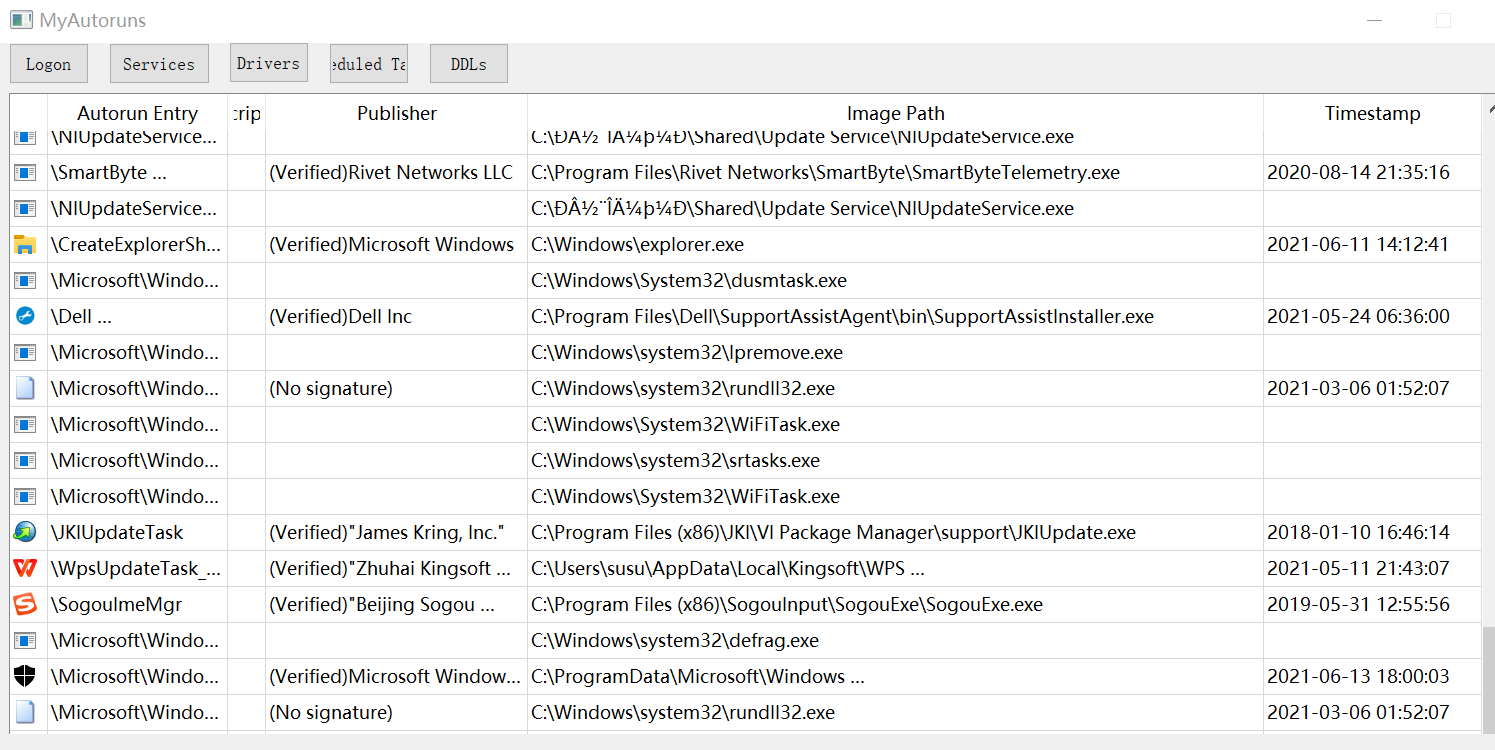 MyAutoruns
Logon Services Drivers eduled Ta DDLs
Autorun Entry crip Publisher Image Path Timestamp
\NIUpdateService... C:\ÐÂ½¨ÎÄ¼þ¼Ð\Shared\Update Service\NIUpdateService.exe
\SmartByte ... (Verified)Rivet Networks LLC C:\Program Files\Rivet Networks\SmartByte\SmartByteTelemetry.exe 2020-08-14 21:35:16
\NIUpdateService... C:\ÐÂ½¨ÎÄ¼þ¼Ð\Shared\Update Service\NIUpdateService.exe
\CreateExplorerSh... (Verified)Microsoft Windows C:\Windows\explorer.exe 2021-06-11 14:12:41
\Microsoft\Windo... C:\Windows\System32\dusmtask.exe
\Dell ... (Verified)Dell Inc C:\Program Files\Dell\SupportAssistAgent\bin\SupportAssistInstaller.exe 2021-05-24 06:36:00
\Microsoft\Windo... C:\Windows\system32\lpremove.exe
\Microsoft\Windo... (No signature) C:\Windows\system32\rundll32.exe 2021-03-06 01:52:07
\Microsoft\Windo... C:\Windows\System32\WiFiTask.exe
\Microsoft\Windo... C:\Windows\system32\srtasks.exe
\Microsoft\Windo... C:\Windows\System32\WiFiTask.exe
\JKIUpdateTask (Verified)"James Kring, Inc." C:\Program Files (x86)\JKI\VI Package Manager\support\JKIUpdate.exe 2018-01-10 16:46:14
\WpsUpdateTask_... (Verified)"Zhuhai Kingsoft ... C:\Users\susu\AppData\Local\Kingsoft\WPS ... 2021-05-11 21:43:07
\SogouImeMgr (Verified)"Beijing Sogou ... C:\Program Files (x86)\SogouInput\SogouExe\SogouExe.exe 2019-05-31 12:55:56
\Microsoft\Windo... C:\Windows\system32\defrag.exe
\Microsoft\Windo... (Verified)Microsoft Window... C:\ProgramData\Microsoft\Windows ... 2021-06-13 18:00:03
\Microsoft\Windo... (No signature) C:\Windows\system32\rundll32.exe 2021-03-06 01:52:07